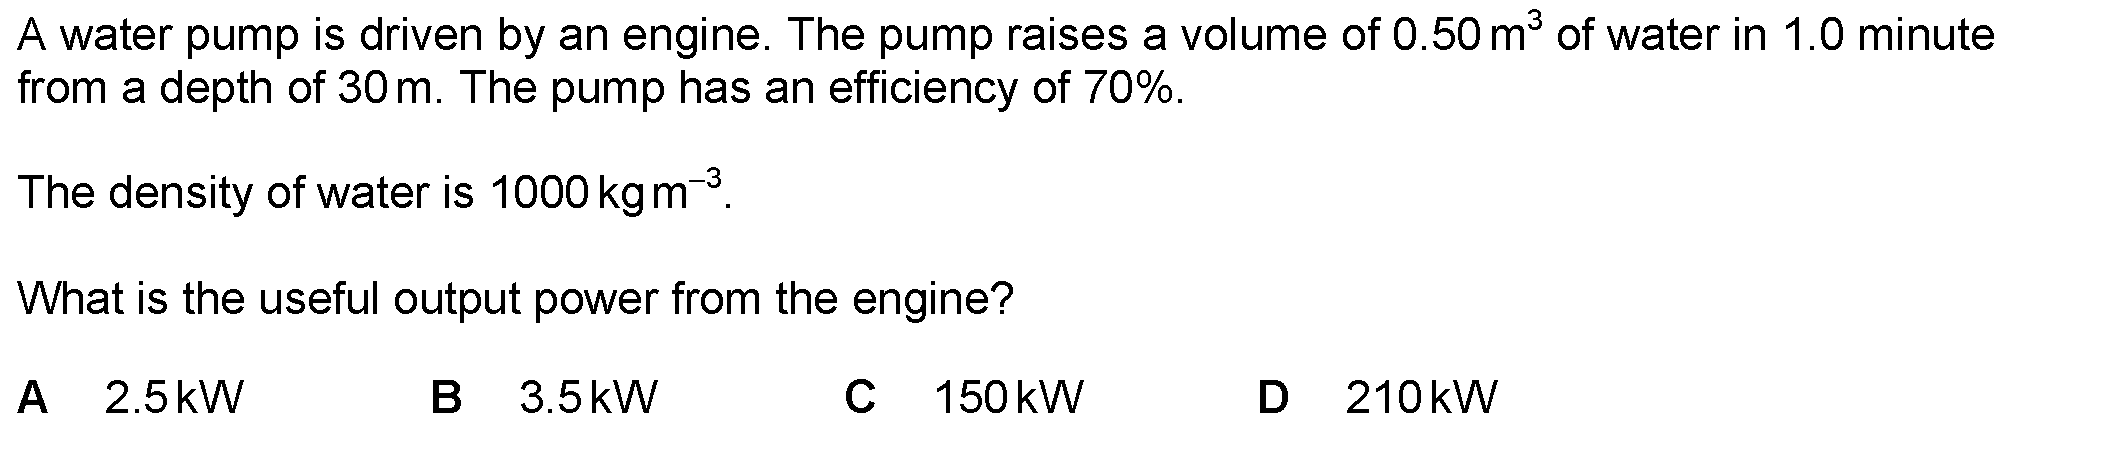 A water pump is driven by an engine. The pump raises a volume of 0.50 m³ of water in 1.0 minute
from a depth of 30 m. The pump has an efficiency of 70%.
The density of water is 1000 kg m⁻³.
What is the useful output power from the engine?
A 2.5 kW B 3.5 kW C 150 kW D 210 kW